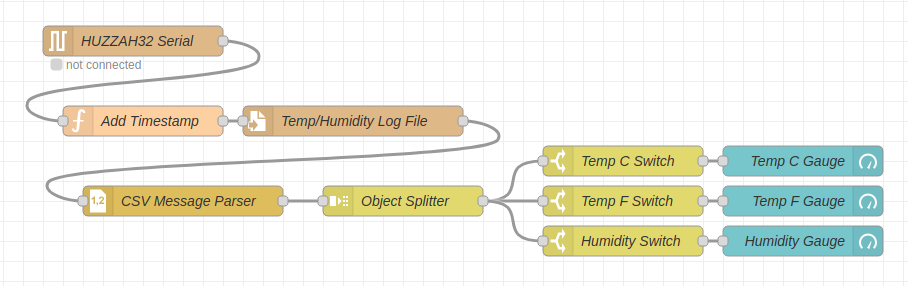 HUZZAH32 Serial
not connected
Add Timestamp
Temp/Humidity Log File
1,2
CSV Message Parser
Object Splitter
Temp C Switch
Temp C Gauge
Temp F Switch
Temp F Gauge
Humidity Switch
Humidity Gauge